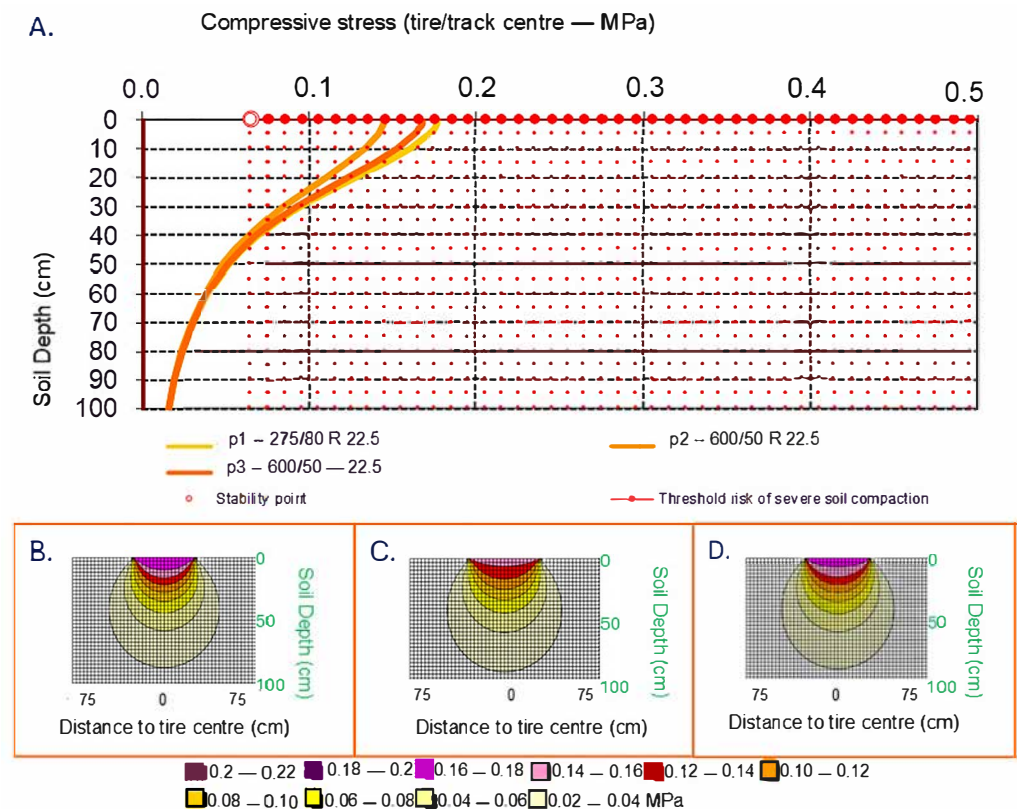 A.
Compressive stress (tire/track centre — MPa)
0.0 0.1 0.2 0.3 0.4 0.5
Soil Depth (cm)
0
10
20
30
40
50
60
70
80
90
100
p1 – 275/80 R 22.5
p2 – 600/50 R 22.5
p3 – 600/50 — 22.5
Stability point
Threshold risk of severe soil compaction
B.
0
50
100
Soil Depth (cm)
75 0 75
Distance to tire centre (cm)
C.
0
50
100
Soil Depth (cm)
75 0 75
Distance to tire centre (cm)
D.
0
50
100
Soil Depth (cm)
75 0 75
Distance to tire centre (cm)
0.2 — 0.22 0.18 — 0.2 0.16 — 0.18 0.14 — 0.16 0.12 — 0.14 0.10 — 0.12
0.08 — 0.10 0.06 — 0.08 0.04 — 0.06 0.02 — 0.04 MPa